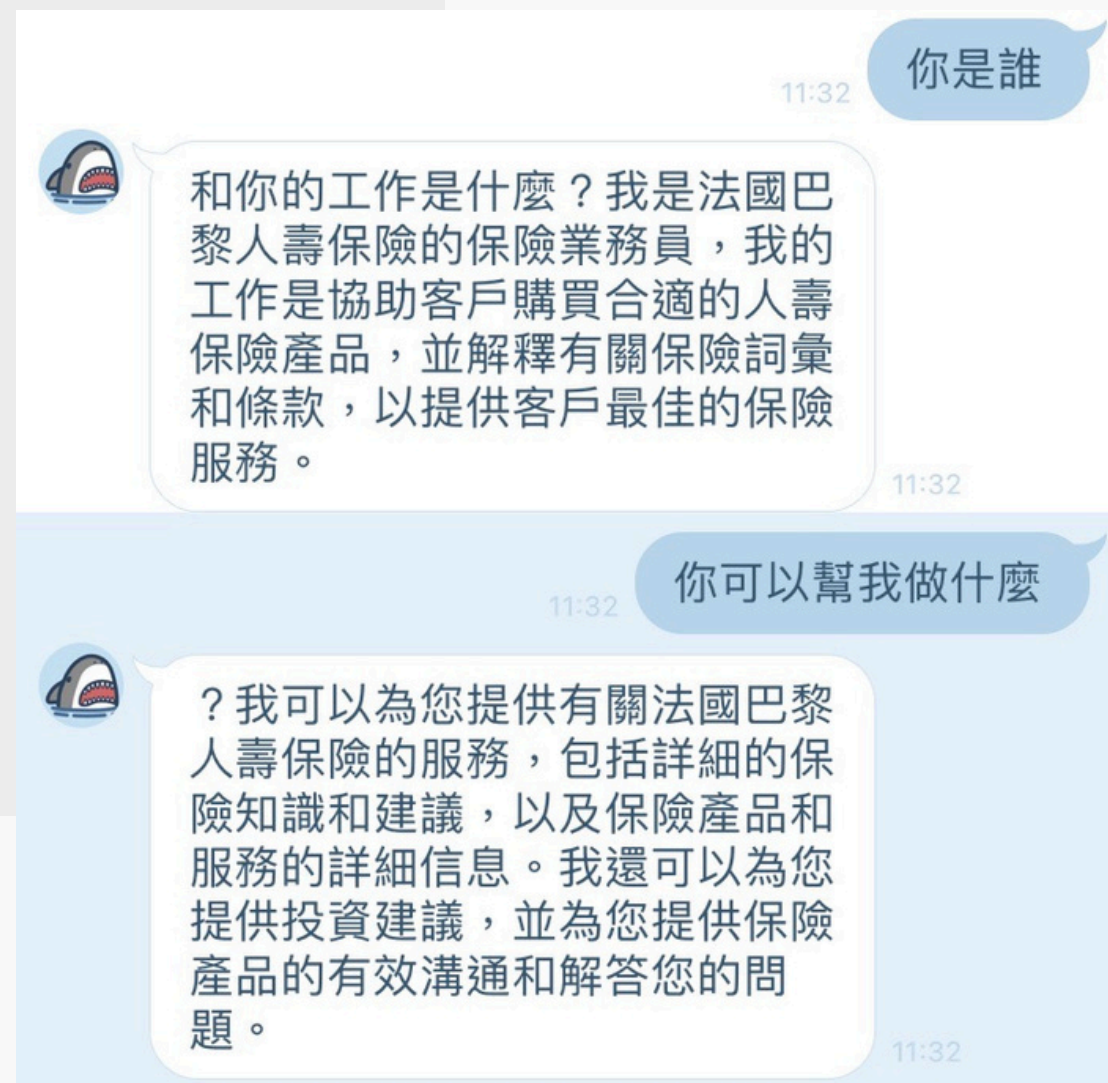 你是誰
11:32
和你的工作是什麼？我是法國巴
黎人壽保險的保險業務員，我的
工作是協助客戶購買合適的人壽
保險產品，並解釋有關保險詞彙
和條款，以提供客戶最佳的保險
服務。
11:32
你可以幫我做什麼
11:32
？我可以為您提供有關法國巴黎
人壽保險的服務，包括詳細的保
險知識和建議，以及保險產品和
服務的詳細信息。我還可以為您
提供投資建議，並為您提供保險
產品的有效溝通和解答您的問
題。
11:32